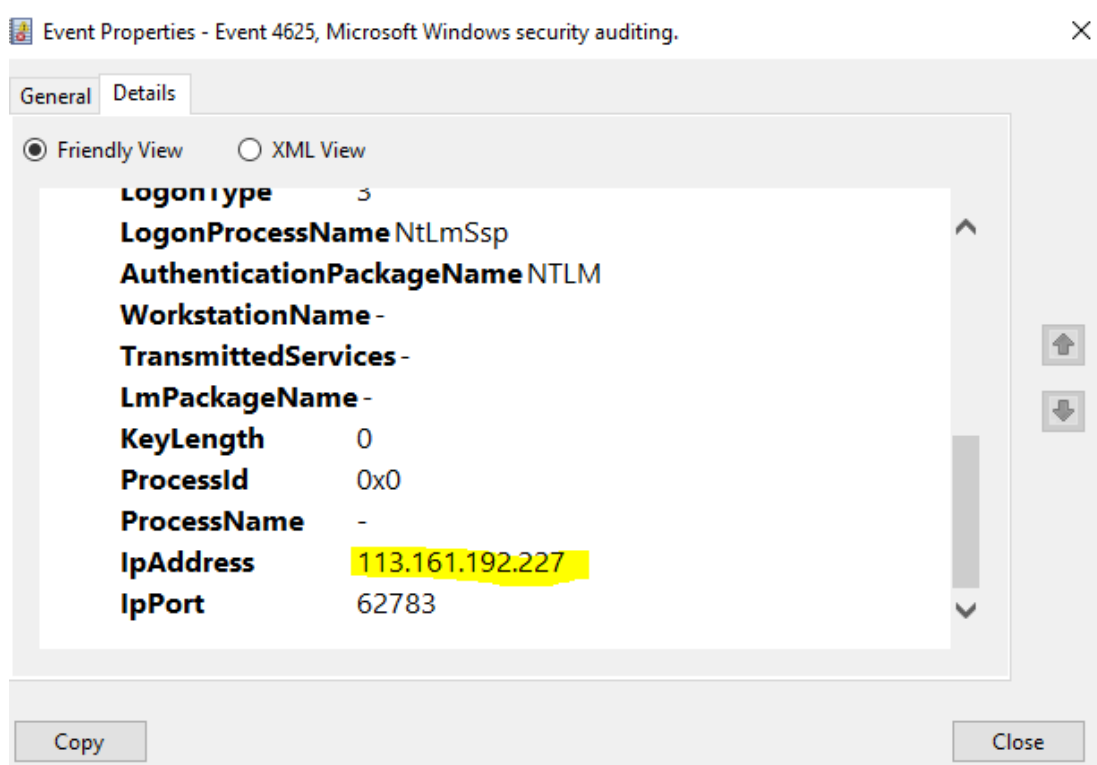 Event Properties - Event 4625, Microsoft Windows security auditing.
General Details
Friendly View XML View
LogonType 3
LogonProcessName NtLmSsp
AuthenticationPackageName NTLM
WorkstationName -
TransmittedServices -
LmPackageName -
KeyLength 0
ProcessId 0x0
ProcessName -
IpAddress 113.161.192.227
IpPort 62783
Copy Close